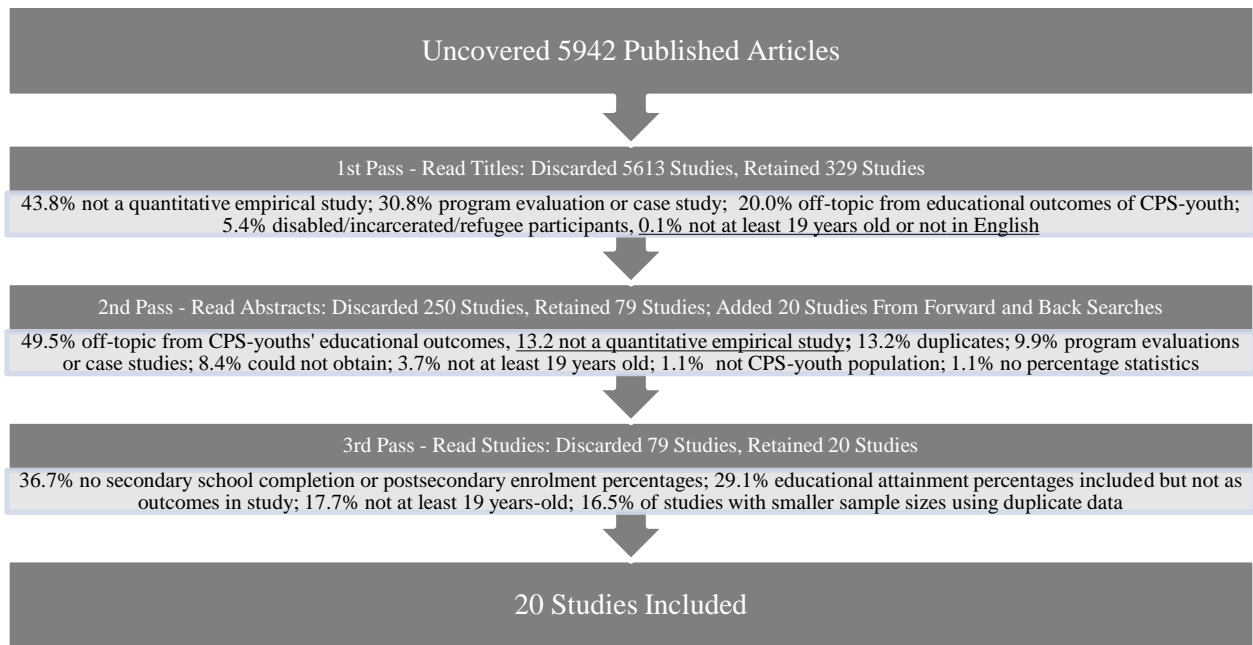 Uncovered 5942 Published Articles
1st Pass - Read Titles: Discarded 5613 Studies, Retained 329 Studies
43.8% not a quantitative empirical study; 30.8% program evaluation or case study; 20.0% off-topic from educational outcomes of CPS-youth;
5.4% disabled/incarcerated/refugee participants, 0.1% not at least 19 years old or not in English
2nd Pass - Read Abstracts: Discarded 250 Studies, Retained 79 Studies; Added 20 Studies From Forward and Back Searches
49.5% off-topic from CPS-youths' educational outcomes, 13.2 not a quantitative empirical study; 13.2% duplicates; 9.9% program evaluations
or case studies; 8.4% could not obtain; 3.7% not at least 19 years old; 1.1% not CPS-youth population; 1.1% no percentage statistics
3rd Pass - Read Studies: Discarded 79 Studies, Retained 20 Studies
36.7% no secondary school completion or postsecondary enrolment percentages; 29.1% educational attainment percentages included but not as
outcomes in study; 17.7% not at least 19 years-old; 16.5% of studies with smaller sample sizes using duplicate data
20 Studies Included